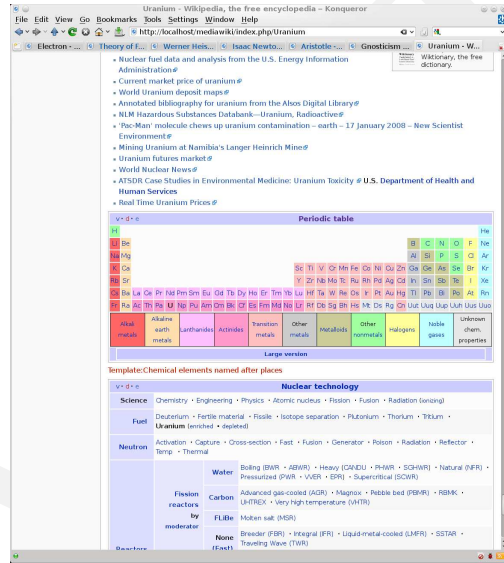 Uranium - Wikipedia, the free encyclopedia – Konqueror
File Edit View Go Bookmarks Tools Settings Window Help
http://localhost/mediawiki/index.php/Uranium
Electron - ... Theory of F... Werner Heis... Isaac Newto... Aristotle -... Gnosticism ... Uranium - W...
Wiktionary, the free
dictionary.
Nuclear fuel data and analysis from the U.S. Energy Information
Administration
Current market price of uranium
World Uranium deposit maps
Annotated bibliography for uranium from the Alsos Digital Library
NLM Hazardous Substances Databank—Uranium, Radioactive
'Pac-Man' molecule chews up uranium contamination – earth – 17 January 2008 – New Scientist
Environment
Mining Uranium at Namibia's Langer Heinrich Mine
Uranium futures market
World Nuclear News
ATSDR Case Studies in Environmental Medicine: Uranium Toxicity U.S. Department of Health and
Human Services
Real Time Uranium Prices
v • d • e Periodic table
H He
Li Be B C N O F Ne
Na Mg Al Si P S Cl Ar
K Ca Sc Ti V Cr Mn Fe Co Ni Cu Zn Ga Ge As Se Br Kr
Rb Sr Y Zr Nb Mo Tc Ru Rh Pd Ag Cd In Sn Sb Te I Xe
Cs Ba La Ce Pr Nd Pm Sm Eu Gd Tb Dy Ho Er Tm Yb Lu Hf Ta W Re Os Ir Pt Au Hg Tl Pb Bi Po At Rn
Fr Ra Ac Th Pa U Np Pu Am Cm Bk Cf Es Fm Md No Lr Rf Db Sg Bh Hs Mt Ds Rg Cn Uut Uuq Uup Uuh Uus Uuo
Alkali metals Alkaline earth metals Lanthanides Actinides Transition metals Other metals Metalloids Other nonmetals Halogens Noble gases Unknown chem. properties
Large version
Template:Chemical elements named after places
v • d • e Nuclear technology
Science Chemistry • Engineering • Physics • Atomic nucleus • Fission • Fusion • Radiation (ionizing)
Fuel Deuterium • Fertile material • Fissile • Isotope separation • Plutonium • Thorium • Tritium •
Uranium (enriched • depleted)
Neutron Activation • Capture • Cross-section • Fast • Fusion • Generator • Poison • Radiation • Reflector •
Temp • Thermal
Water Boiling (BWR • ABWR) • Heavy (CANDU • PHWR • SGHWR) • Natural (NFR) •
Pressurized (PWR • VVER • EPR) • Supercritical (SCWR)
Fission
reactors
by
moderator
Carbon Advanced gas-cooled (AGR) • Magnox • Pebble bed (PBMR) • RBMK •
UHTREX • Very high temperature (VHTR)
FLiBe Molten salt (MSR)
None
(Fast)
Breeder (FBR) • Integral (IFR) • Liquid-metal-cooled (LMFR) • SSTAR •
Traveling Wave (TWR)
Reactors